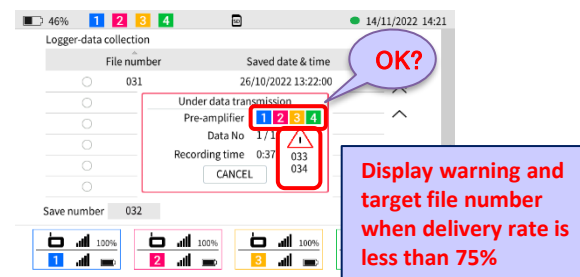 46% 1 2 3 4 14/11/2022 14:21
Logger-data collection
File number Saved date & time
OK?
031 26/10/2022 13:22:00
Under data transmission
Pre-amplifier 1 2 3 4
Data No 1 / 1
Recording time 0:37
033
034
CANCEL
Save number 032
Display warning and
target file number
when delivery rate is
less than 75%
100% 100% 100%
1 2 3